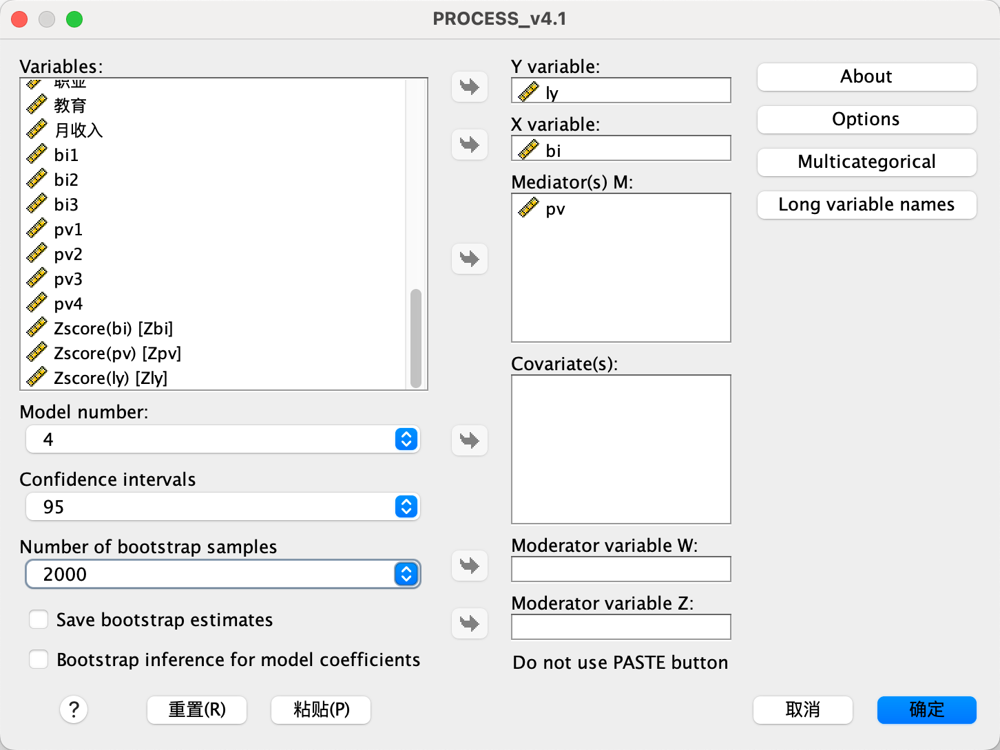 PROCESS_v4.1
Variables:
职业
教育
月收入
bi1
bi2
bi3
pv1
pv2
pv3
pv4
Zscore(bi) [Zbi]
Zscore(pv) [Zpv]
Zscore(ly) [Zly]
Model number:
4
Confidence intervals
95
Number of bootstrap samples
2000
Save bootstrap estimates
Bootstrap inference for model coefficients
Y variable:
ly
X variable:
bi
Mediator(s) M:
pv
Covariate(s):
Moderator variable W:
Moderator variable Z:
Do not use PASTE button
About
Options
Multicategorical
Long variable names
?
重置(R)
粘贴(P)
取消
确定